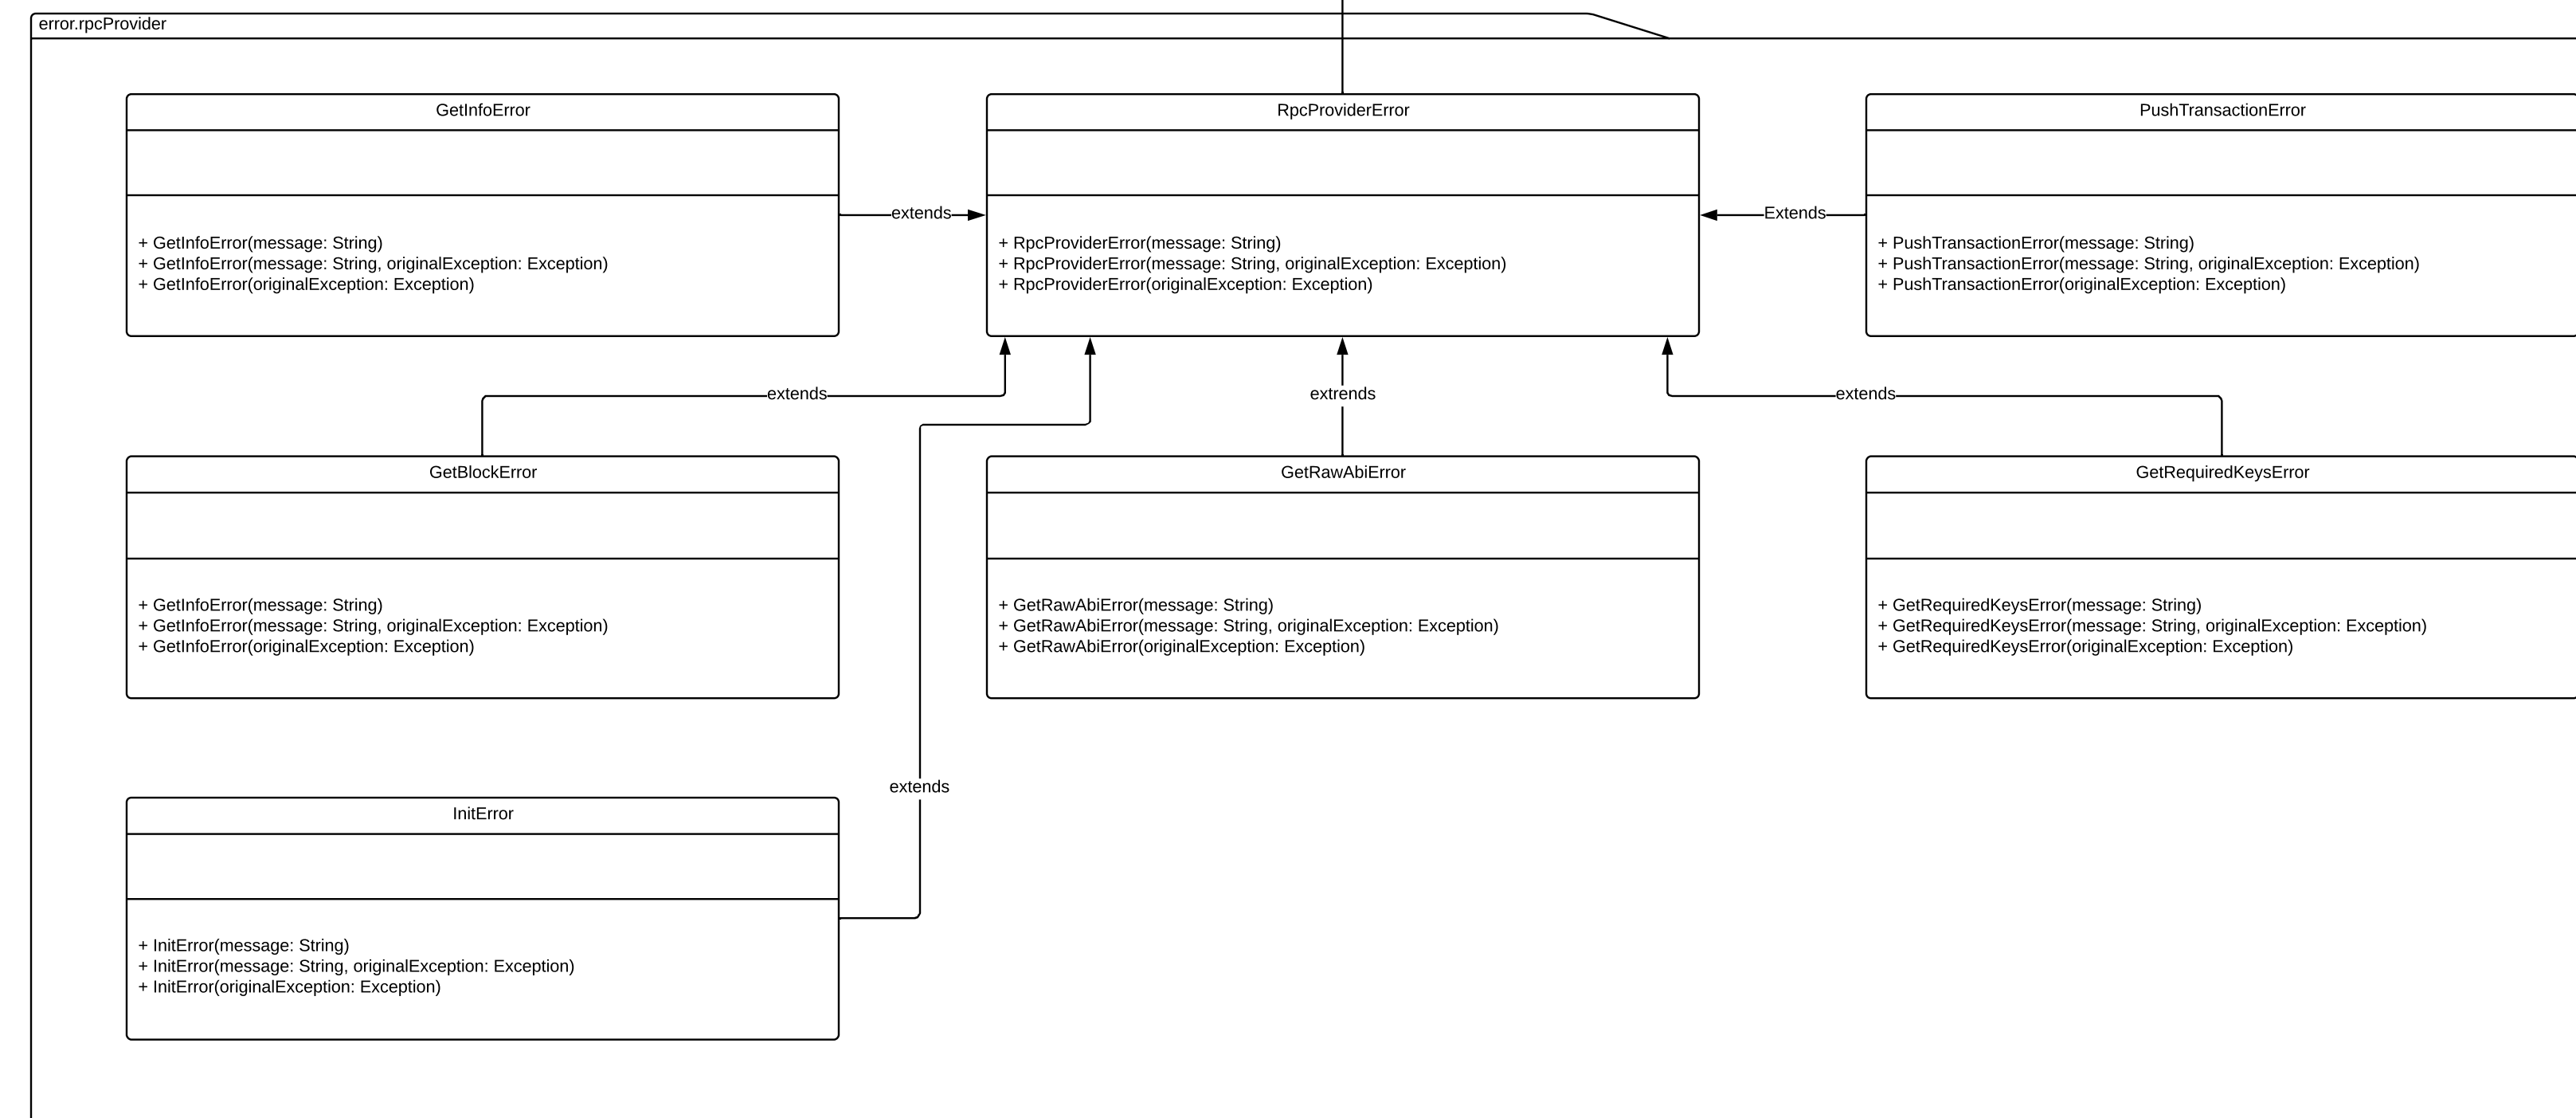 error.rpcProvider
GetInfoError
+ GetInfoError(message: String)
+ GetInfoError(message: String, originalException: Exception)
+ GetInfoError(originalException: Exception)
extends
RpcProviderError
+ RpcProviderError(message: String)
+ RpcProviderError(message: String, originalException: Exception)
+ RpcProviderError(originalException: Exception)
Extends
PushTransactionError
+ PushTransactionError(message: String)
+ PushTransactionError(message: String, originalException: Exception)
+ PushTransactionError(originalException: Exception)
extends
extrends
extends
GetBlockError
+ GetInfoError(message: String)
+ GetInfoError(message: String, originalException: Exception)
+ GetInfoError(originalException: Exception)
GetRawAbiError
+ GetRawAbiError(message: String)
+ GetRawAbiError(message: String, originalException: Exception)
+ GetRawAbiError(originalException: Exception)
GetRequiredKeysError
+ GetRequiredKeysError(message: String)
+ GetRequiredKeysError(message: String, originalException: Exception)
+ GetRequiredKeysError(originalException: Exception)
extends
InitError
+ InitError(message: String)
+ InitError(message: String, originalException: Exception)
+ InitError(originalException: Exception)